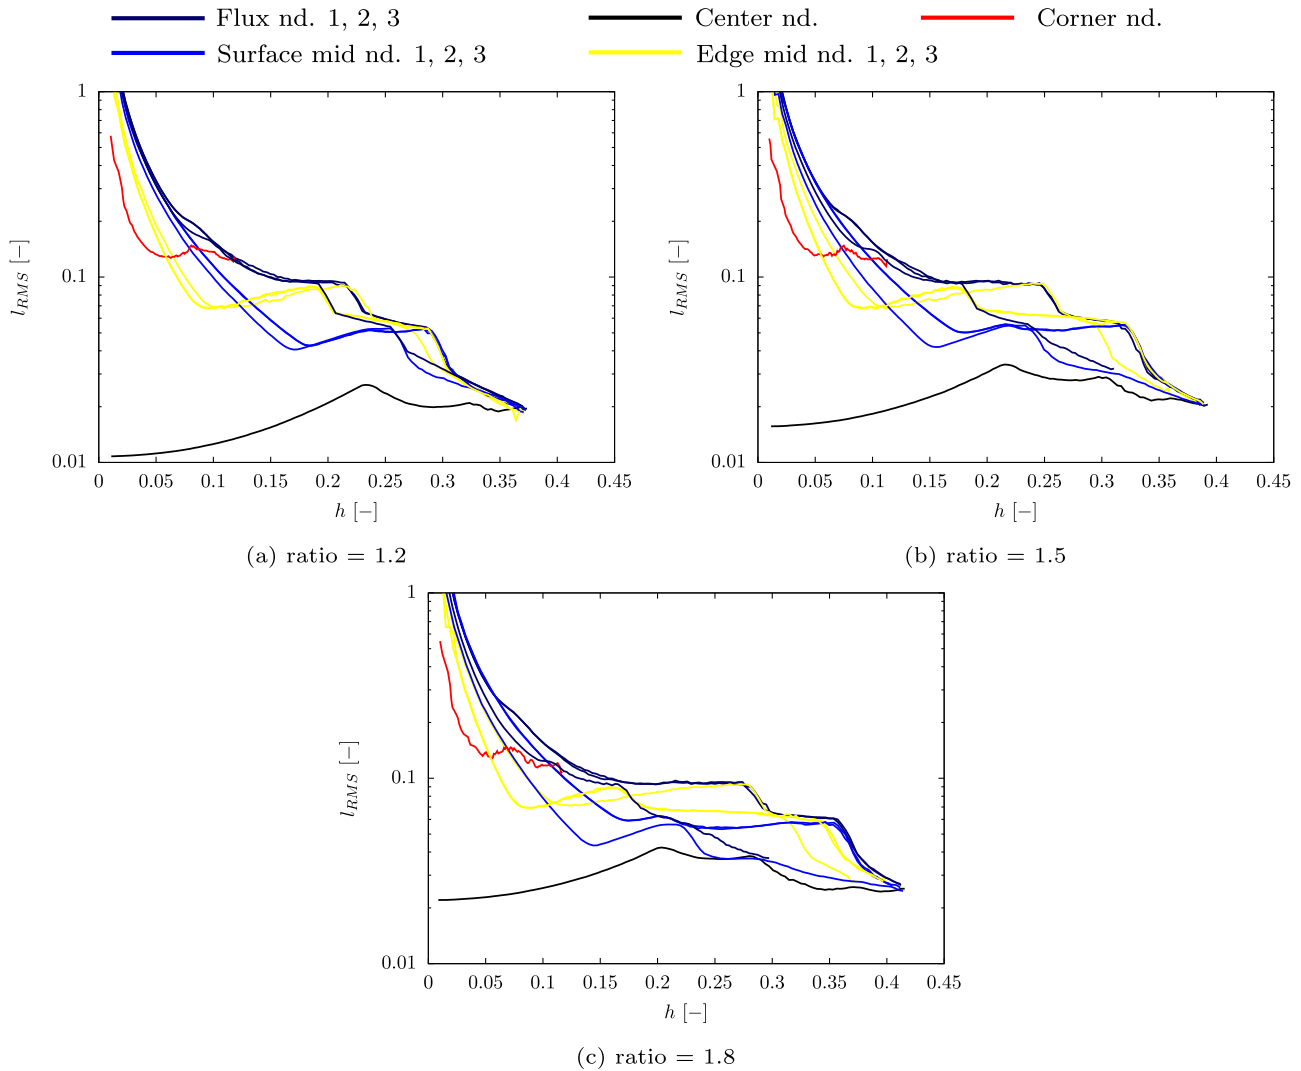 Flux nd. 1, 2, 3 Center nd. Corner nd.
Surface mid nd. 1, 2, 3 Edge mid nd. 1, 2, 3
1
0.1
0.01
l_RMS [−]
0 0.05 0.1 0.15 0.2 0.25 0.3 0.35 0.4 0.45
h [−]
(a) ratio = 1.2
1
0.1
0.01
l_RMS [−]
0 0.05 0.1 0.15 0.2 0.25 0.3 0.35 0.4 0.45
h [−]
(b) ratio = 1.5
1
0.1
0.01
l_RMS [−]
0 0.05 0.1 0.15 0.2 0.25 0.3 0.35 0.4 0.45
h [−]
(c) ratio = 1.8